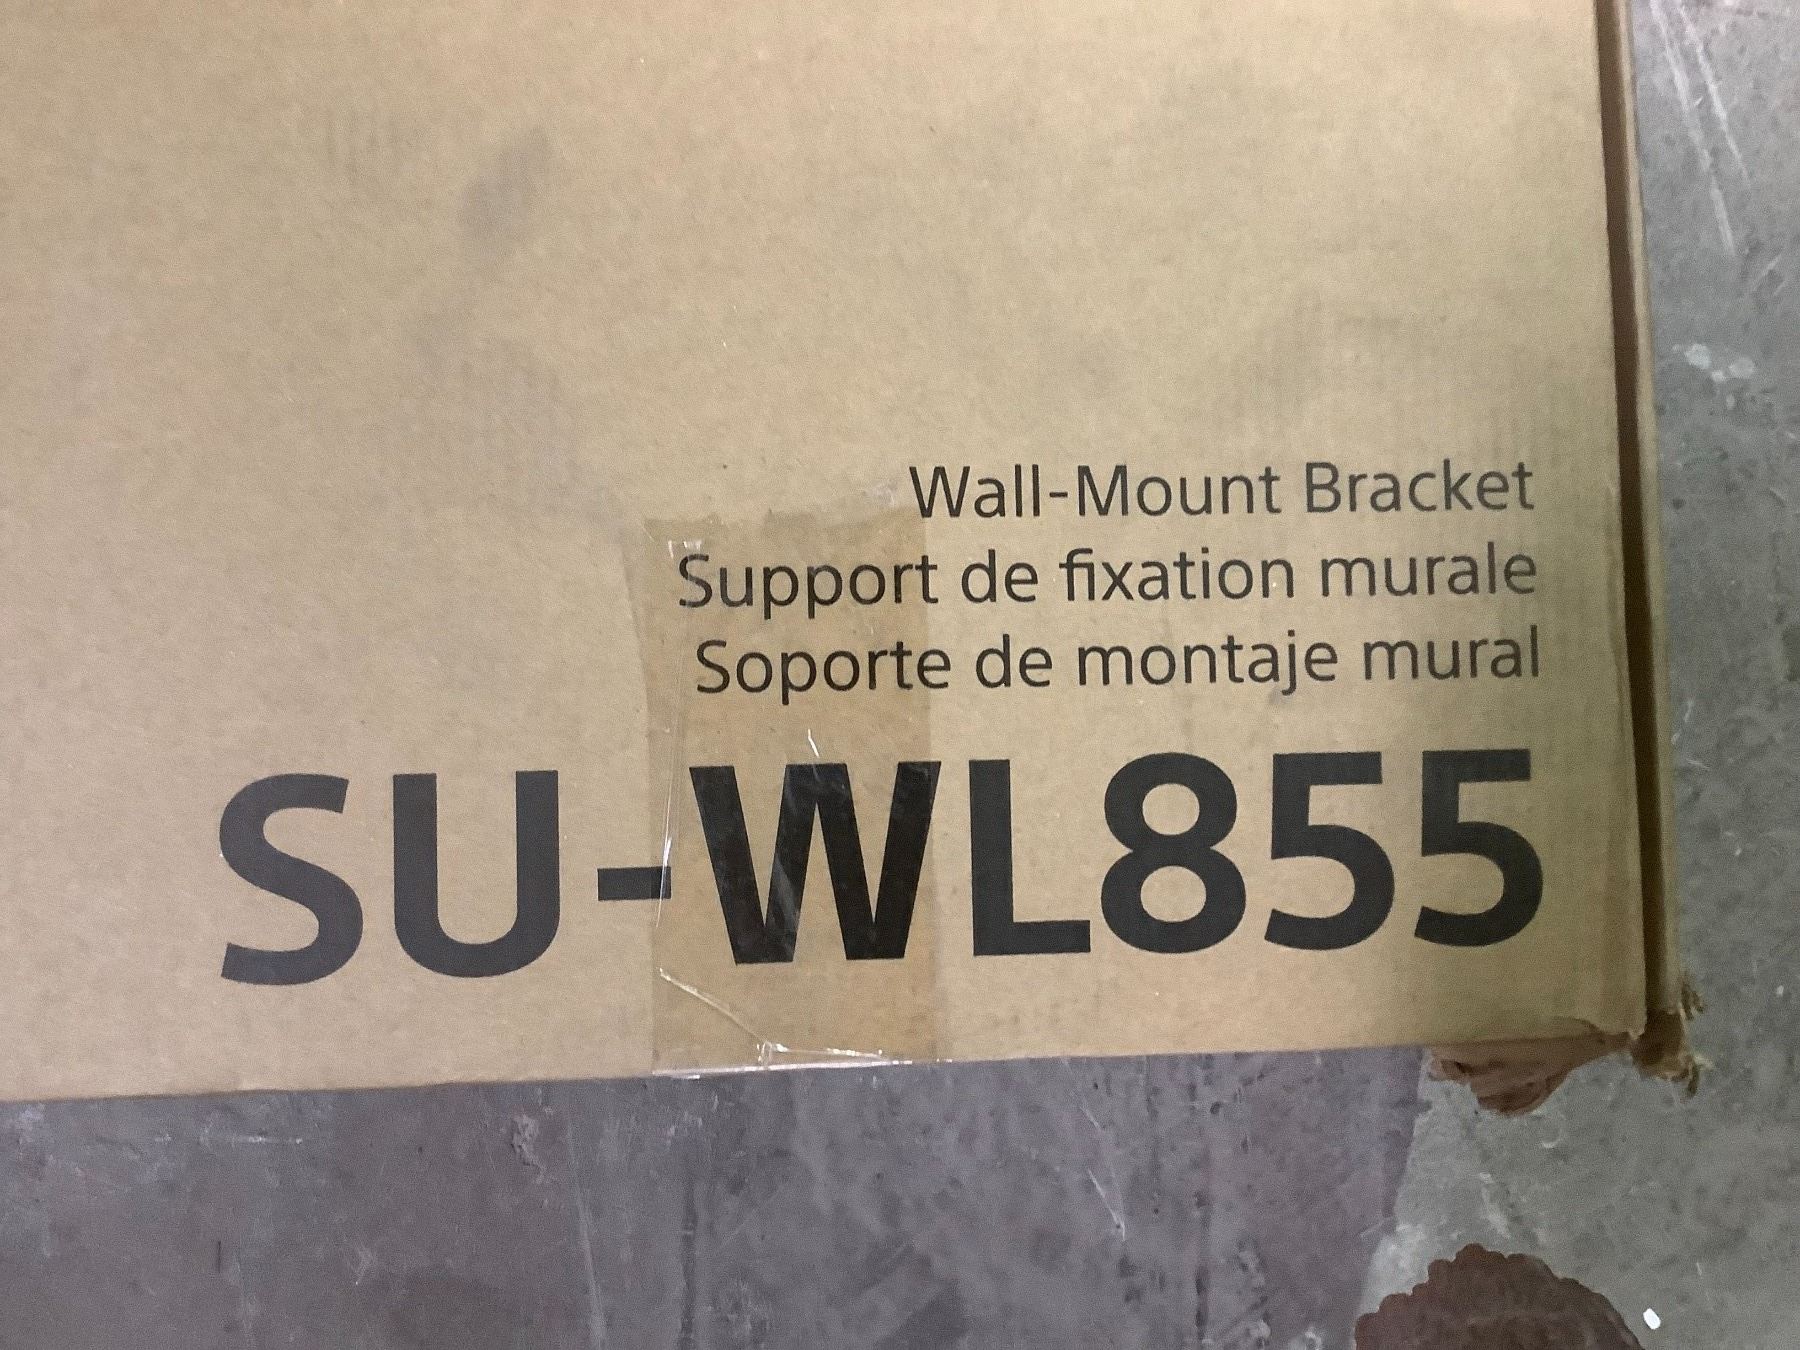 Wall-Mount Bracket
Support de fixation murale
Soporte de montaje mural
SU-WL855